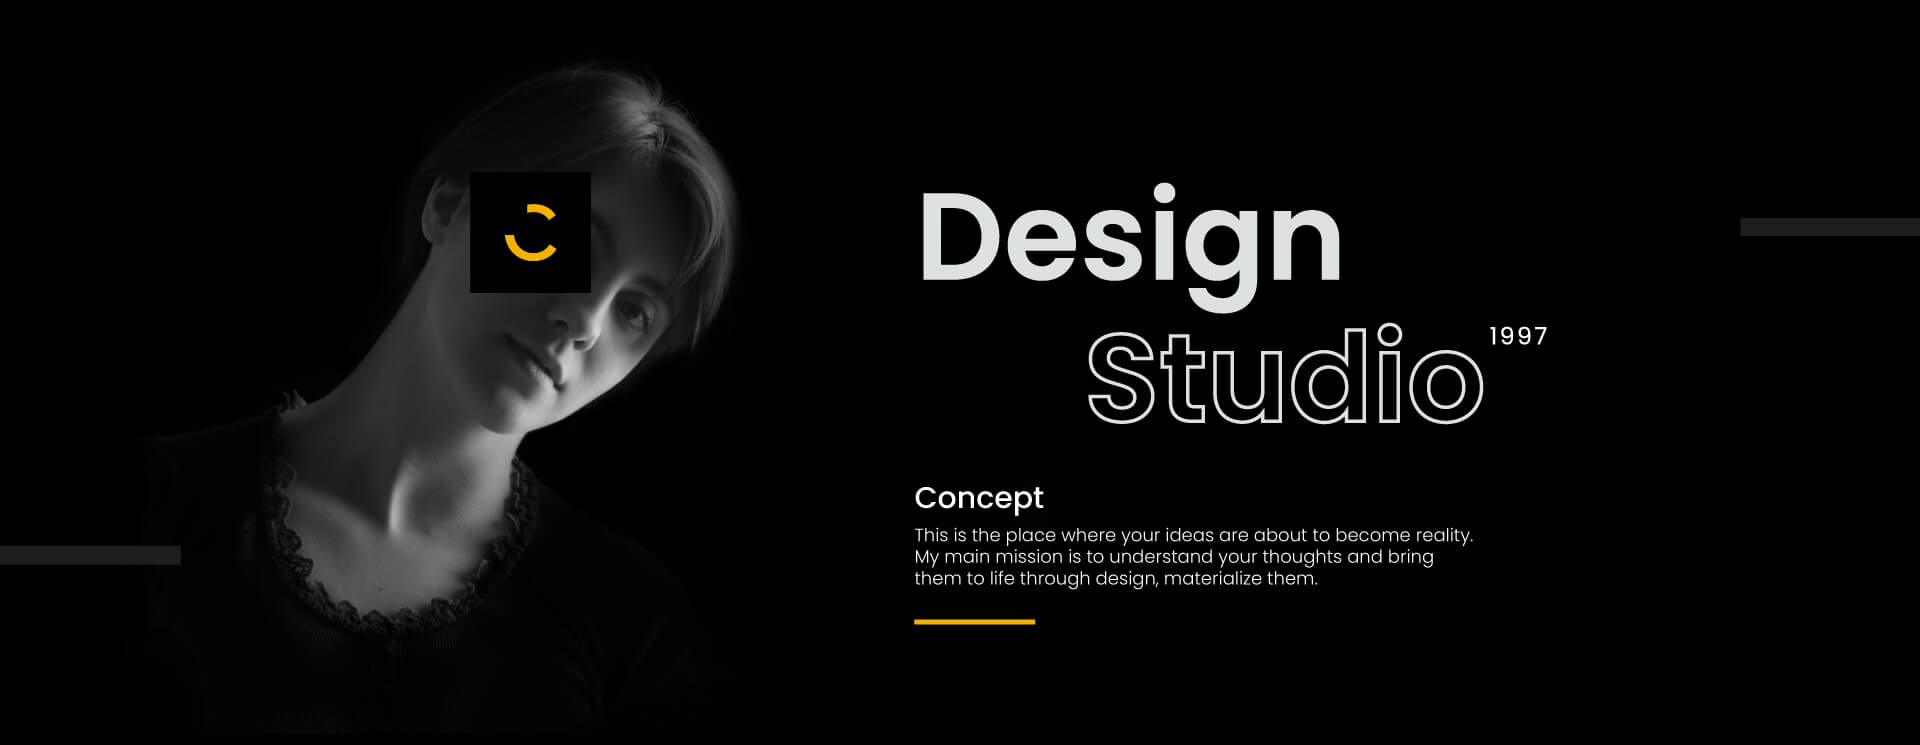 Design
Studio 1997
Concept
This is the place where your ideas are about to become reality.
My main mission is to understand your thoughts and bring
them to life through design, materialize them.